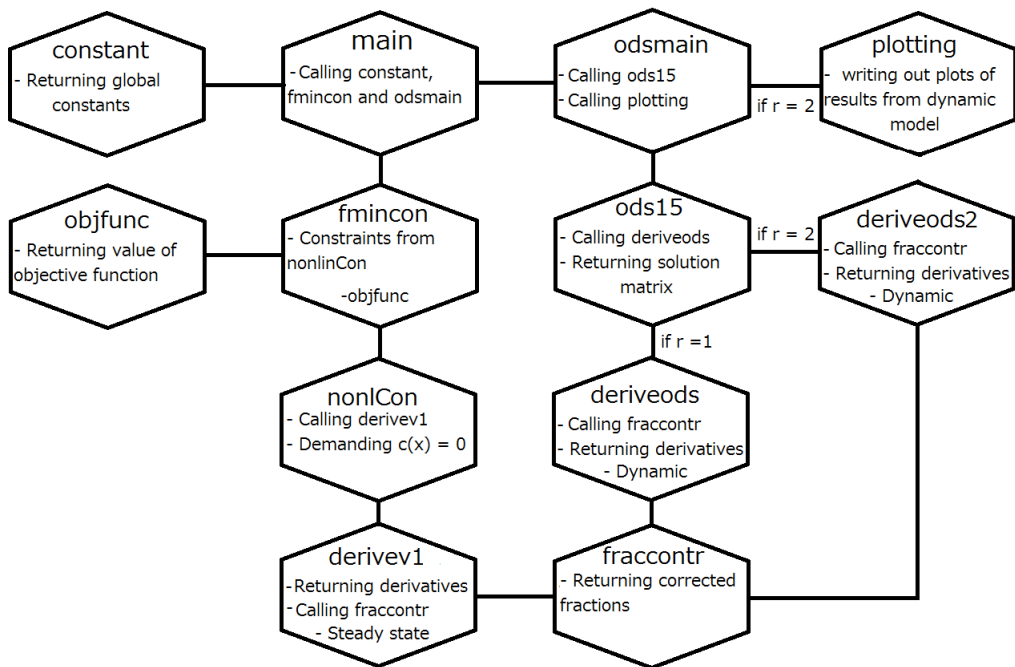 constant
- Returning global
constants
main
-Calling constant,
fmincon and odsmain
odsmain
- Calling ods15
- Calling plotting
if r = 2
plotting
- writing out plots of
results from dynamic
model
objfunc
- Returning value of
objective function
fmincon
- Constraints from
nonlinCon
-objfunc
ods15
- Calling deriveods
- Returning solution
matrix
if r = 2
deriveods2
- Calling fraccontr
- Returning derivatives
- Dynamic
if r =1
nonlCon
- Calling derivev1
- Demanding c(x) = 0
deriveods
- Calling fraccontr
- Returning derivatives
- Dynamic
derivev1
-Returning derivatives
-Calling fraccontr
- Steady state
fraccontr
- Returning corrected
fractions